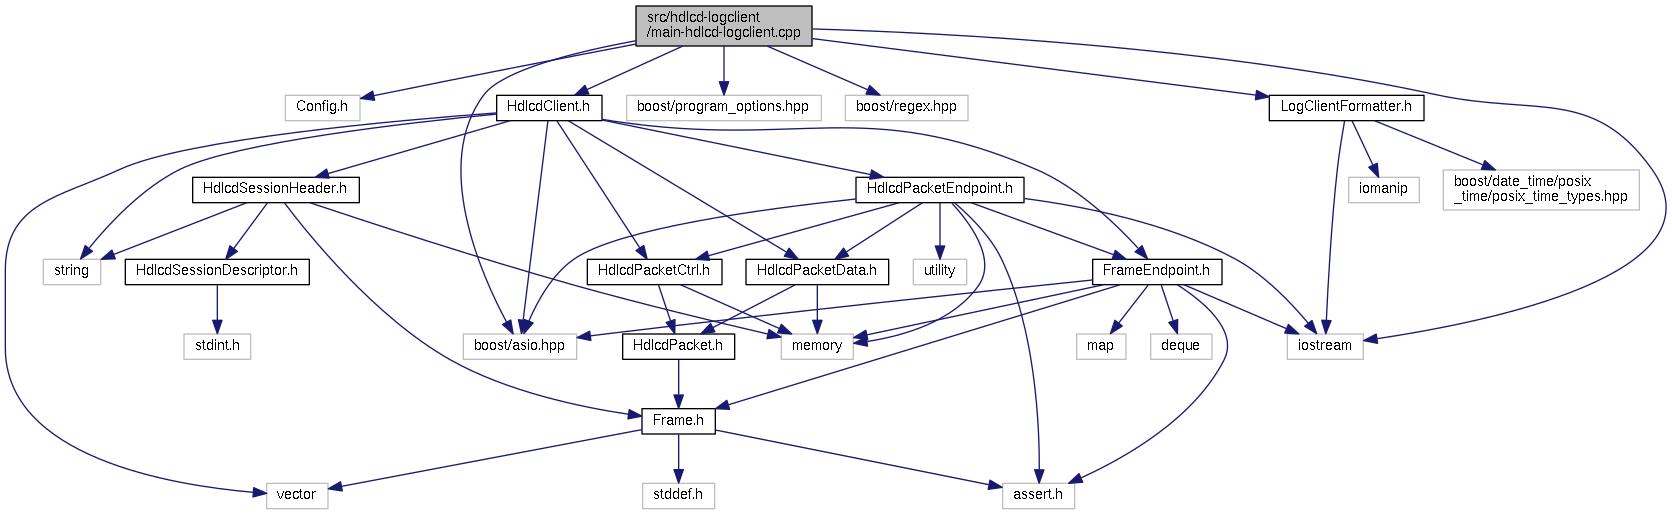 src/hdlcd-logclient
/main-hdlcd-logclient.cpp
Config.h
HdlcdClient.h
boost/program_options.hpp
boost/regex.hpp
LogClientFormatter.h
HdlcdSessionHeader.h
HdlcdPacketEndpoint.h
iomanip
boost/date_time/posix
_time/posix_time_types.hpp
string
HdlcdSessionDescriptor.h
HdlcdPacketCtrl.h
HdlcdPacketData.h
utility
FrameEndpoint.h
stdint.h
boost/asio.hpp
HdlcdPacket.h
memory
map
deque
iostream
Frame.h
vector
stddef.h
assert.h